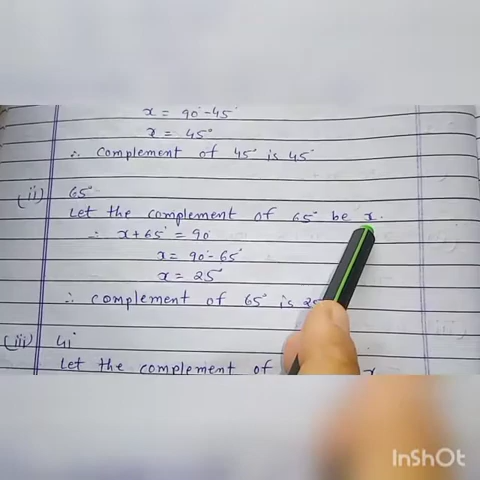 x = 90° - 45°
x = 45°
∴ complement of 45° is 45°
(ii) 65°
Let the complement of 65° be x.
∴ x + 65° = 90°
x = 90° - 65°
x = 25°
∴ complement of 65° is
(iii) 41°
Let the complement of x
InShOt